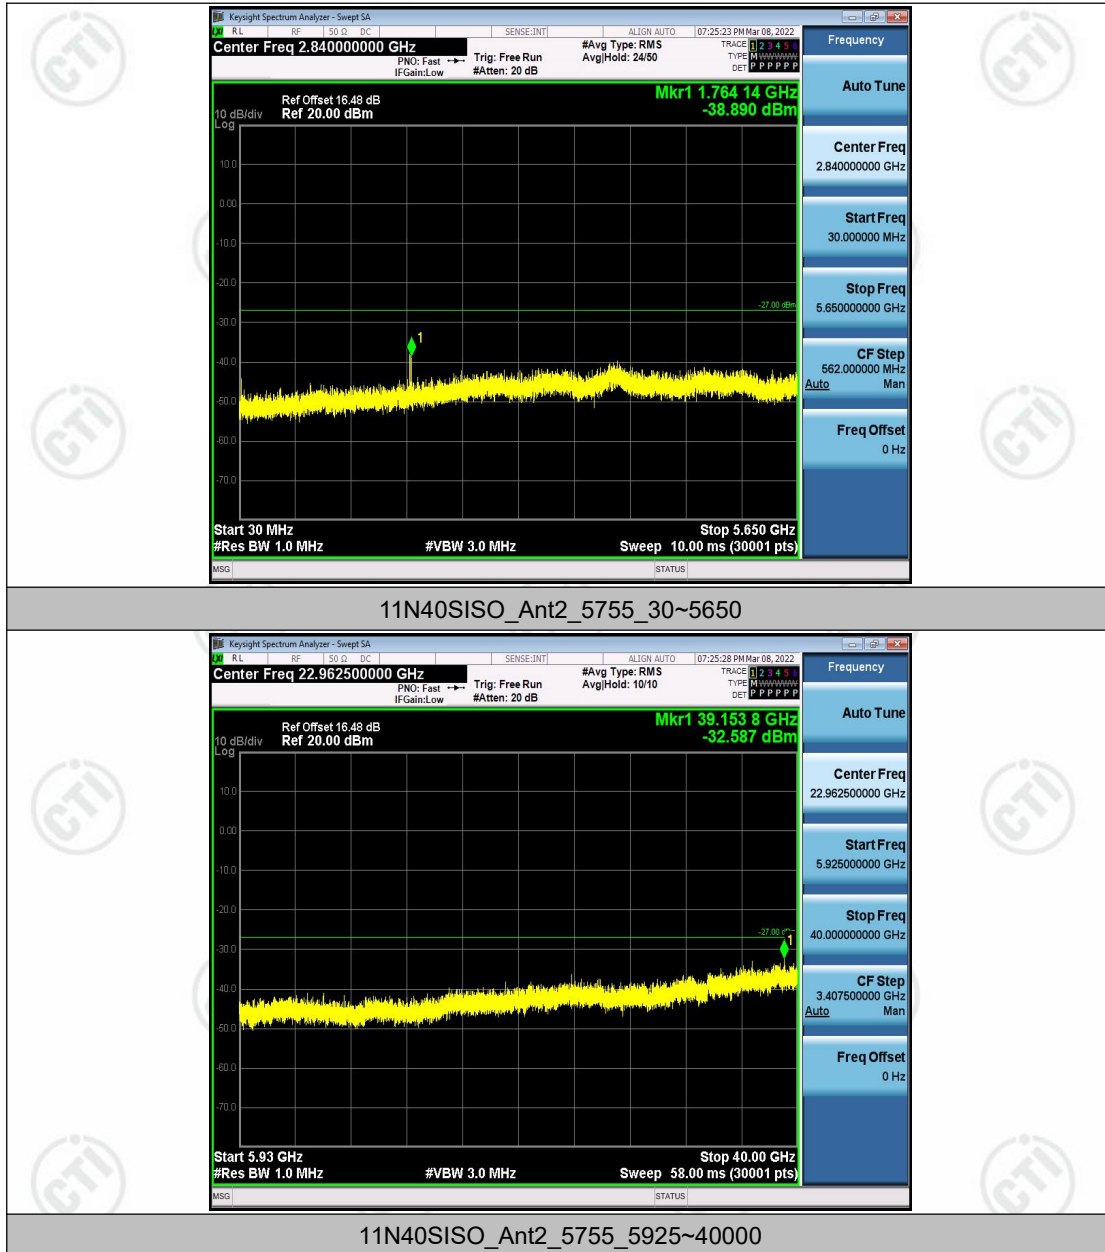 Keysight Spectrum Analyzer - Swept SA
LXI RL RF 50 Ω DC SENSE:INT ALIGN AUTO 07:25:23 PM Mar 08, 2022
Center Freq 2.840000000 GHz
PNO: Fast
IFGain:Low
Trig: Free Run
#Atten: 20 dB
#Avg Type: RMS
Avg|Hold: 24/50
TRACE 1 2 3 4 5 6
TYPE M WWWWW
DET P P P P P P
Ref Offset 16.48 dB
10 dB/div Ref 20.00 dBm
Log
Mkr1 1.764 14 GHz
-38.890 dBm
10.0
0.00
-10.0
-20.0
-27.00 dBm
-30.0
1
-40.0
-50.0
-60.0
-70.0
Start 30 MHz Stop 5.650 GHz
#Res BW 1.0 MHz #VBW 3.0 MHz Sweep 10.00 ms (30001 pts)
MSG STATUS
Frequency
Auto Tune
Center Freq
2.840000000 GHz
Start Freq
30.000000 MHz
Stop Freq
5.650000000 GHz
CF Step
562.000000 MHz
Auto Man
Freq Offset
0 Hz
11N40SISO_Ant2_5755_30~5650
Keysight Spectrum Analyzer - Swept SA
LXI RL RF 50 Ω DC SENSE:INT ALIGN AUTO 07:25:28 PM Mar 08, 2022
Center Freq 22.962500000 GHz
PNO: Fast
IFGain:Low
Trig: Free Run
#Atten: 20 dB
#Avg Type: RMS
Avg|Hold: 10/10
TRACE 1 2 3 4 5 6
TYPE M WWWWW
DET P P P P P P
Ref Offset 16.48 dB
10 dB/div Ref 20.00 dBm
Log
Mkr1 39.153 8 GHz
-32.587 dBm
10.0
0.00
-10.0
-20.0
-27.00
-30.0
1
-40.0
-50.0
-60.0
-70.0
Start 5.93 GHz Stop 40.00 GHz
#Res BW 1.0 MHz #VBW 3.0 MHz Sweep 58.00 ms (30001 pts)
MSG STATUS
Frequency
Auto Tune
Center Freq
22.962500000 GHz
Start Freq
5.925000000 GHz
Stop Freq
40.000000000 GHz
CF Step
3.407500000 GHz
Auto Man
Freq Offset
0 Hz
11N40SISO_Ant2_5755_5925~40000
CTI
CTI
CTI
CTI
CTI
CTI
CTI
CTI